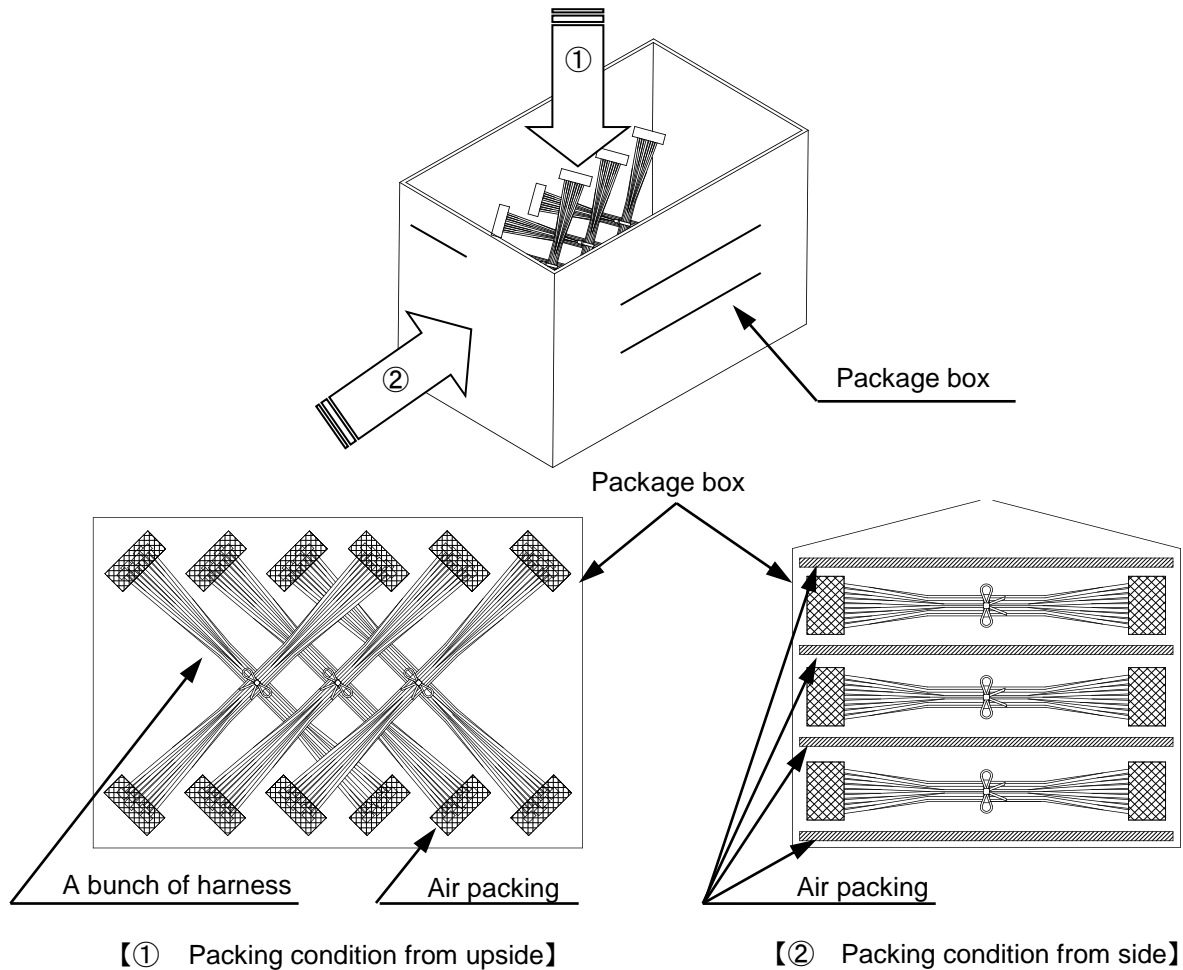 ①
②
Package box
Package box
A bunch of harness
Air packing
Air packing
【① Packing condition from upside】
【② Packing condition from side】